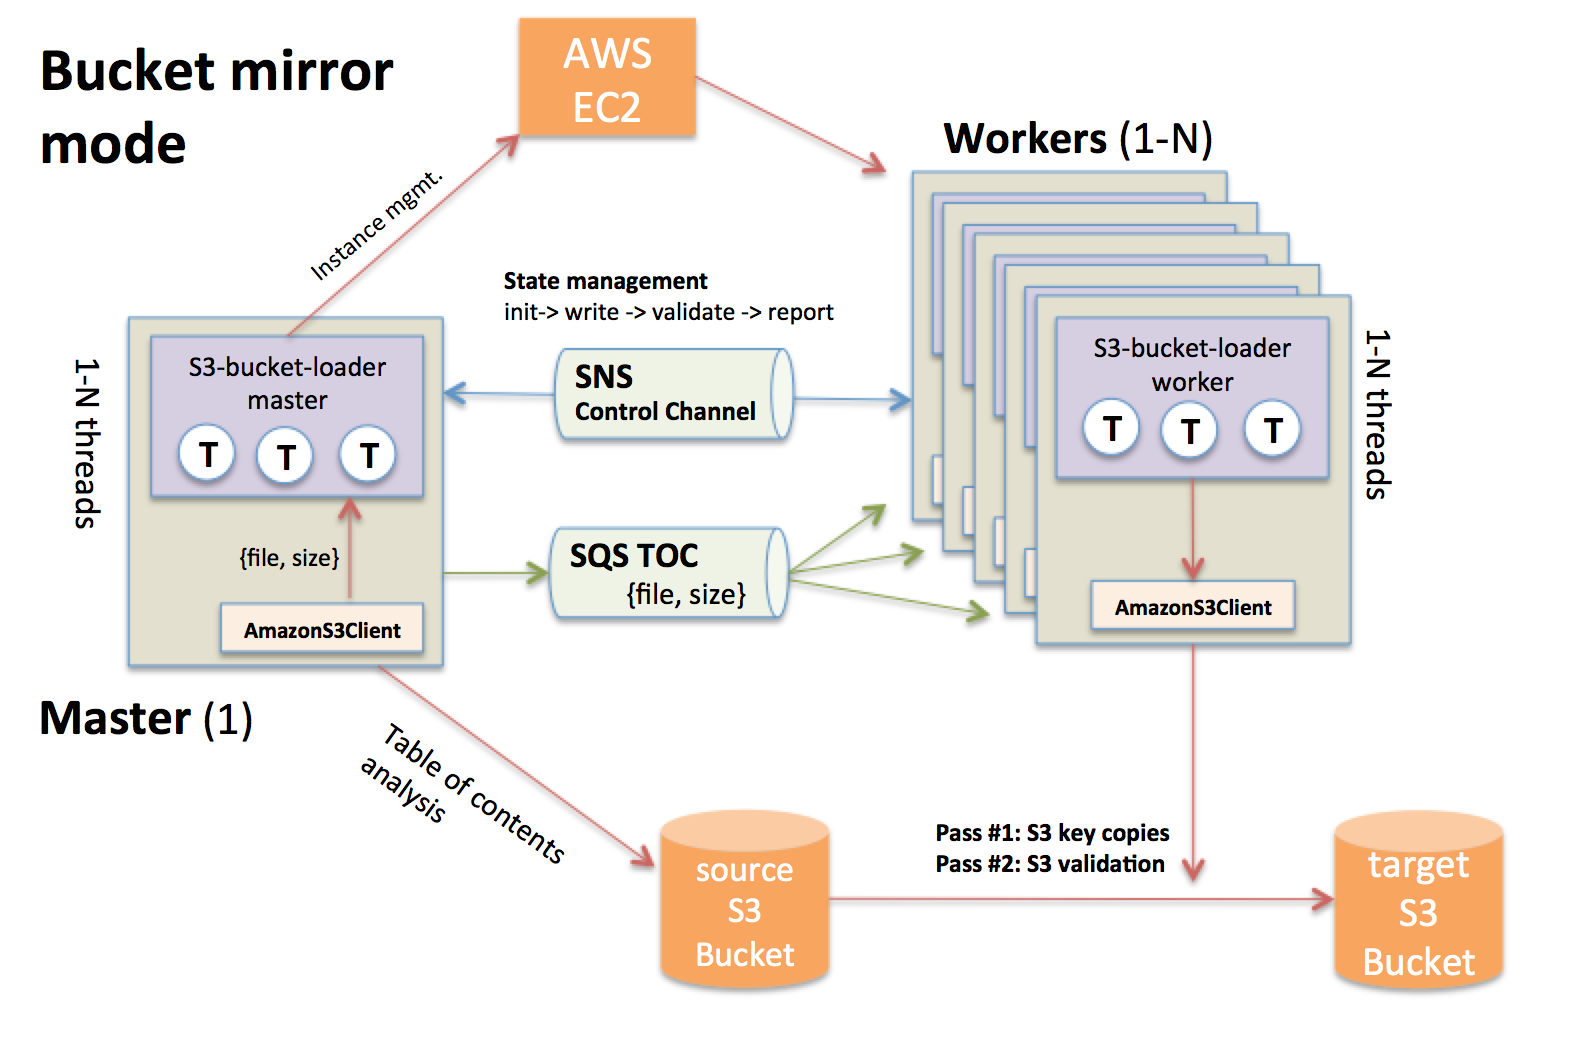 Bucket mirror
mode
AWS
EC2
Workers (1-N)
Instance mgmt.
State management
init-> write -> validate -> report
1-N threads
S3-bucket-loader
master
T T T
SNS
Control Channel
S3-bucket-loader
worker
T T T
1-N threads
{file, size}
AmazonS3Client
SQS TOC
{file, size}
AmazonS3Client
Master (1)
Table of contents
analysis
Pass #1: S3 key copies
Pass #2: S3 validation
source
S3
Bucket
target
S3
Bucket